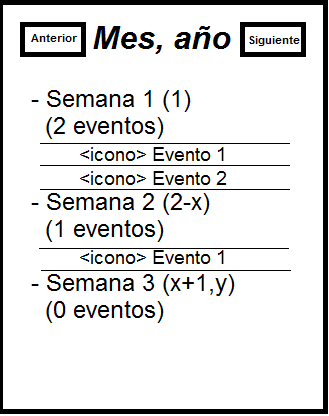 Anterior Mes, año Siguiente
- Semana 1 (1)
(2 eventos)
<icono> Evento 1
<icono> Evento 2
- Semana 2 (2-x)
(1 eventos)
<icono> Evento 1
- Semana 3 (x+1,y)
(0 eventos)